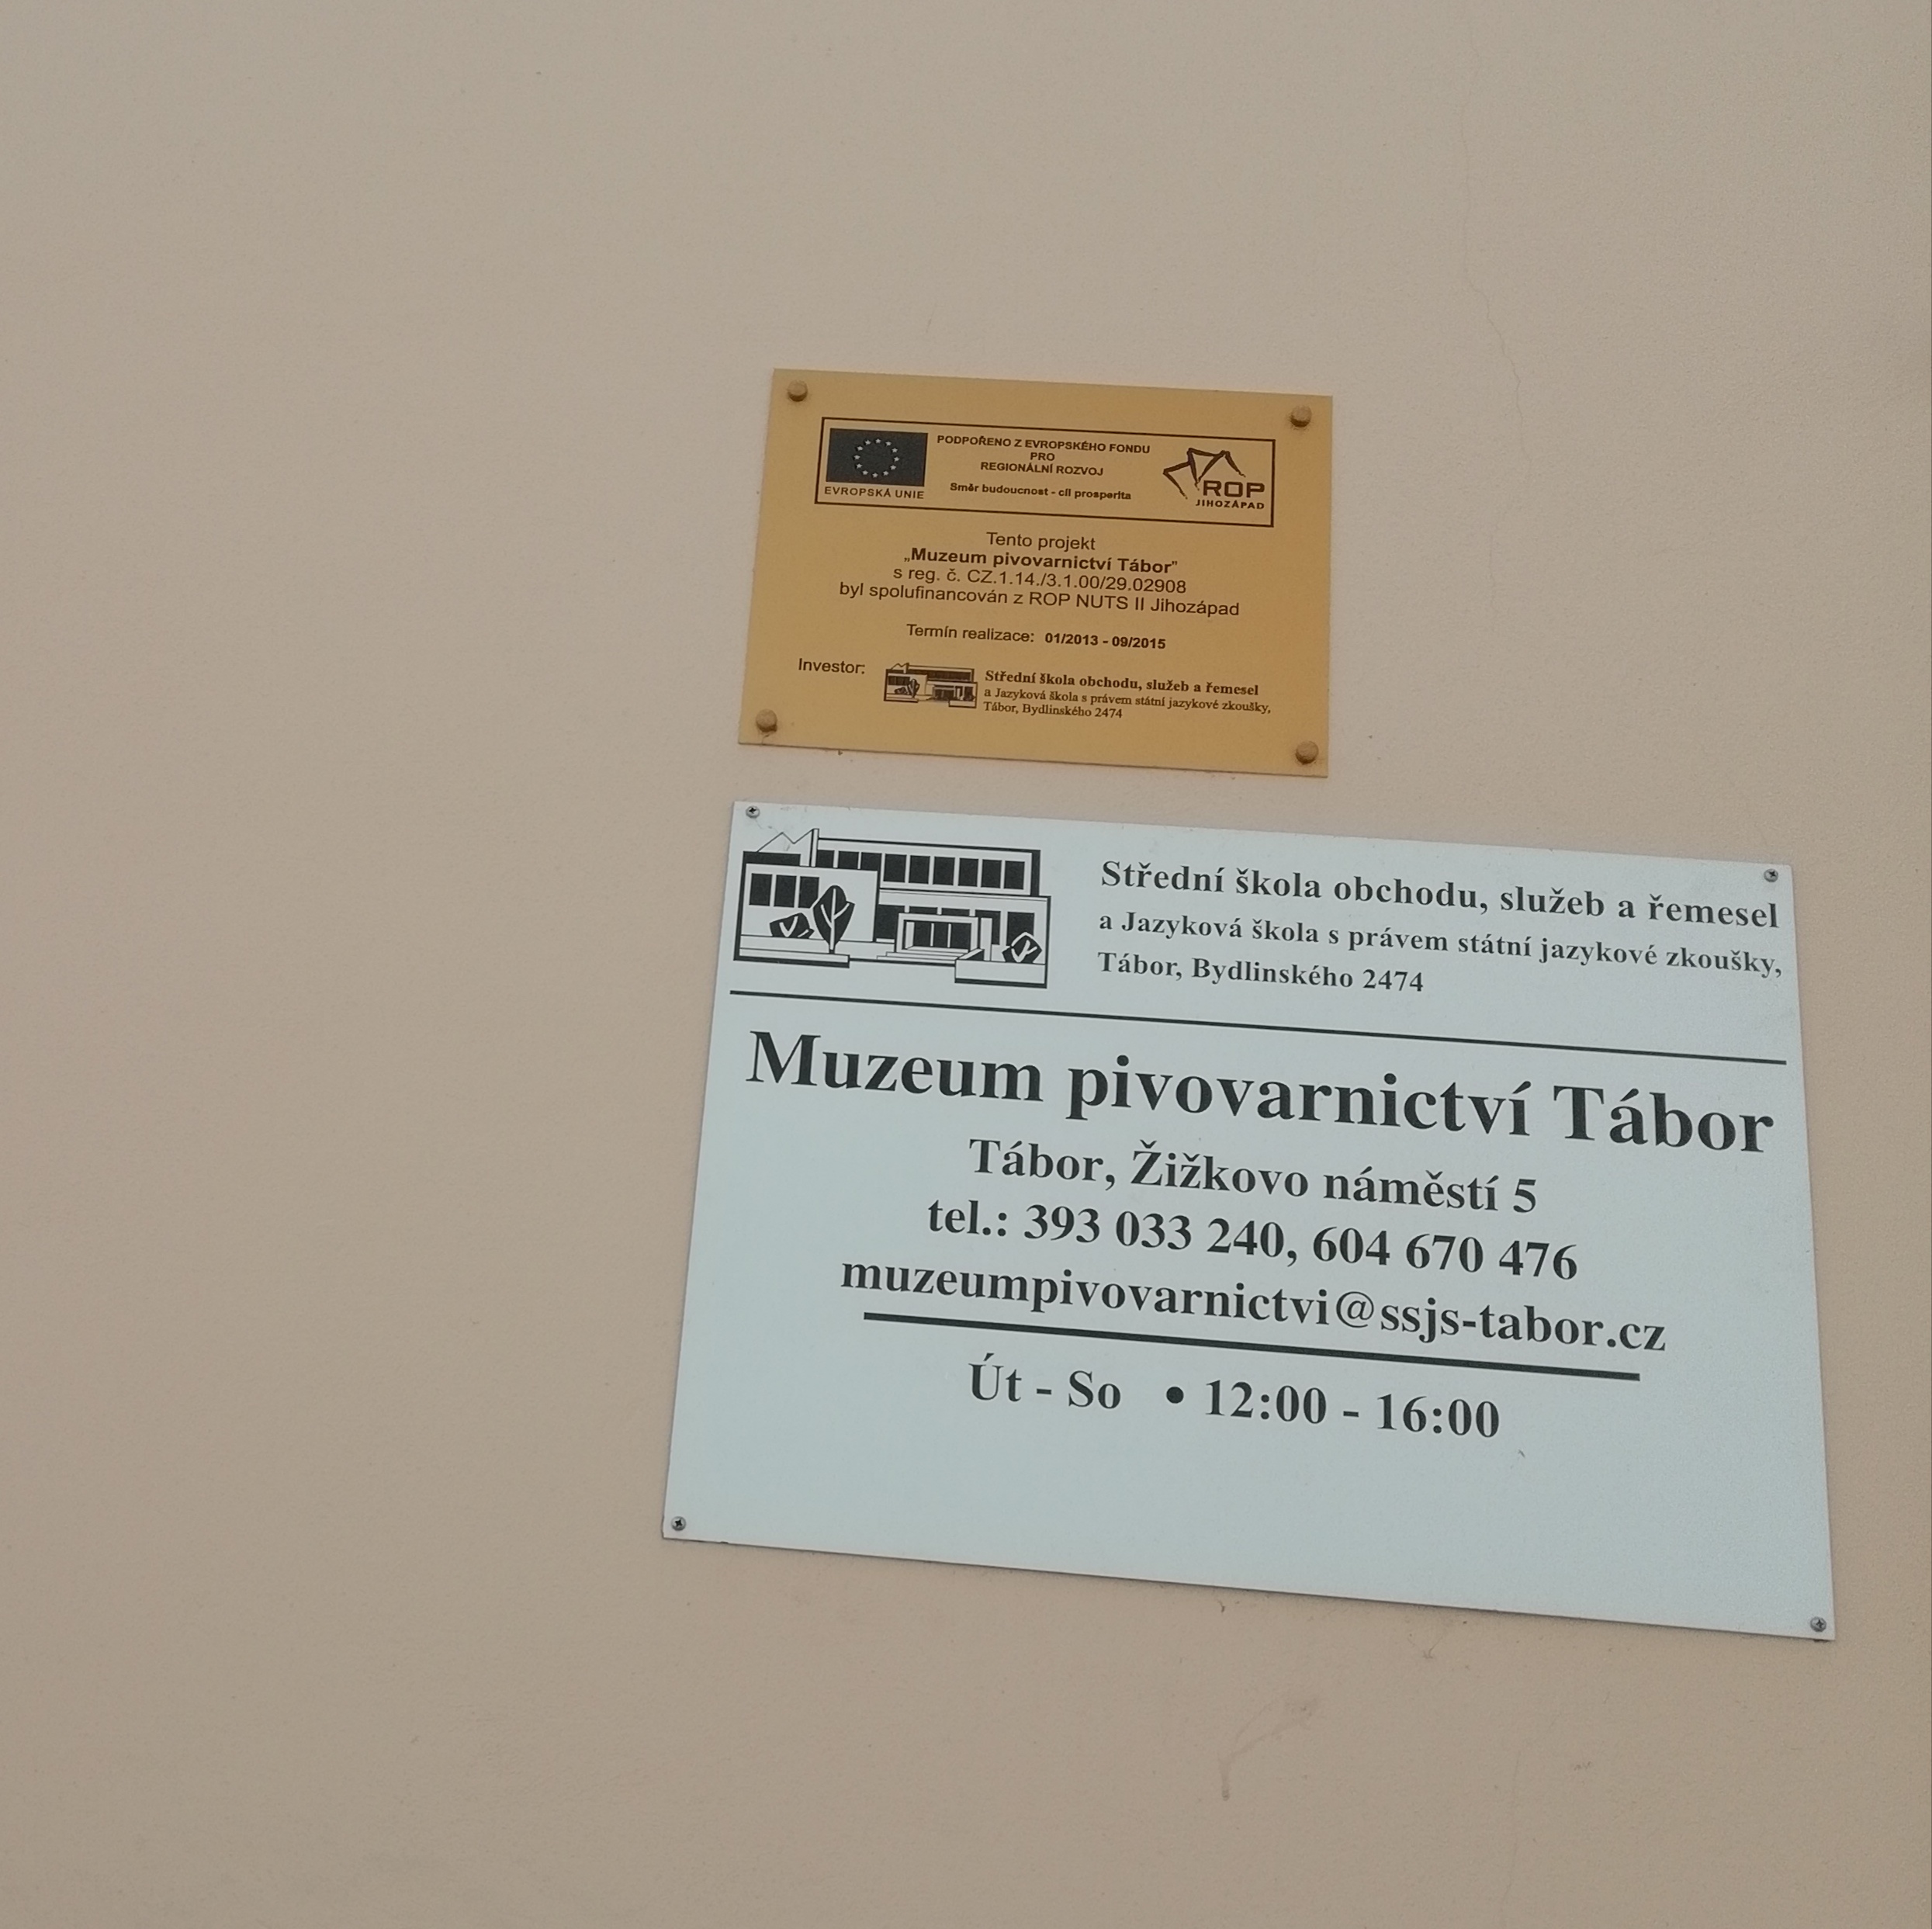 EVROPSKÁ UNIE
PODPOŘENO Z EVROPSKÉHO FONDU
PRO
REGIONÁLNÍ ROZVOJ
Směr budoucnost - cíl prosperita
ROP
JIHOZÁPAD
Tento projekt
„Muzeum pivovarnictví Tábor"
s reg. č. CZ.1.14./3.1.00/29.02908
byl spolufinancován z ROP NUTS II Jihozápad
Termín realizace: 01/2013 - 09/2015
Investor:
Střední škola obchodu, služeb a řemesel
a Jazyková škola s právem státní jazykové zkoušky,
Tábor, Bydlinského 2474
Střední škola obchodu, služeb a řemesel
a Jazyková škola s právem státní jazykové zkoušky,
Tábor, Bydlinského 2474
Muzeum pivovarnictví Tábor
Tábor, Žižkovo náměstí 5
tel.: 393 033 240, 604 670 476
muzeumpivovarnictvi@ssjs-tabor.cz
Út - So • 12:00 - 16:00